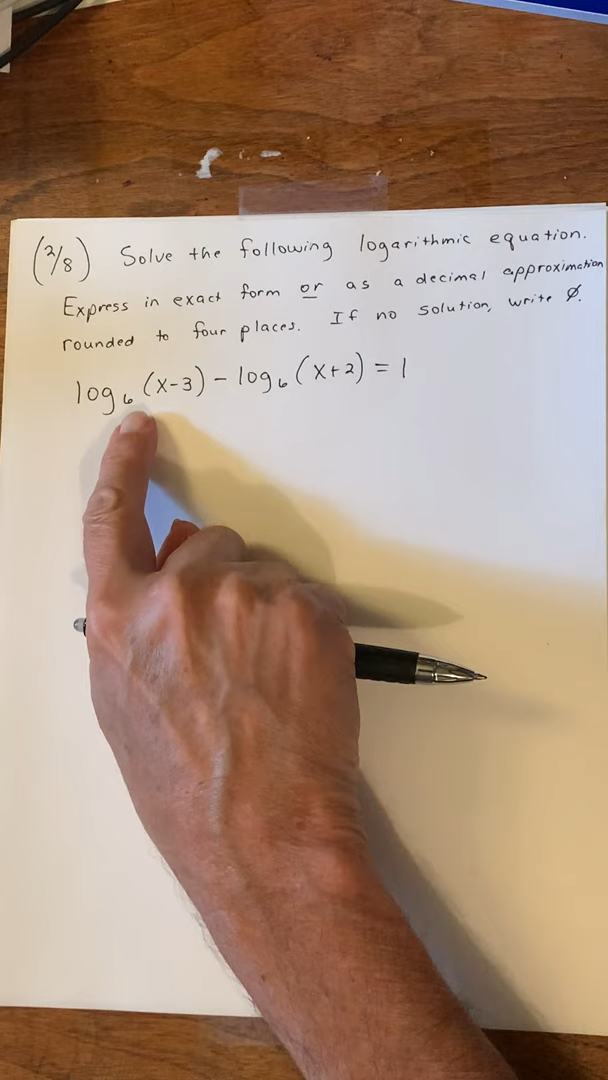 (2/8) Solve the following logarithmic equation.
Express in exact form or as a decimal approximation
rounded to four places. If no solution, write ∅.
log₆(x-3) - log₆(x+2) = 1